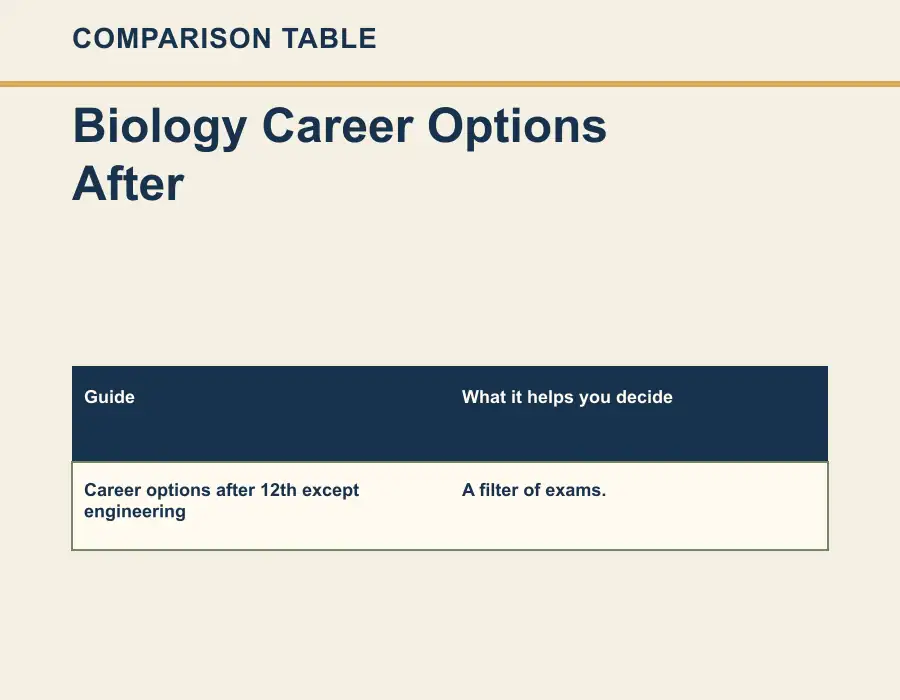 COMPARISON TABLE
Biology Career Options
After
Guide
What it helps you decide
Career options after 12th except
engineering
A filter of exams.